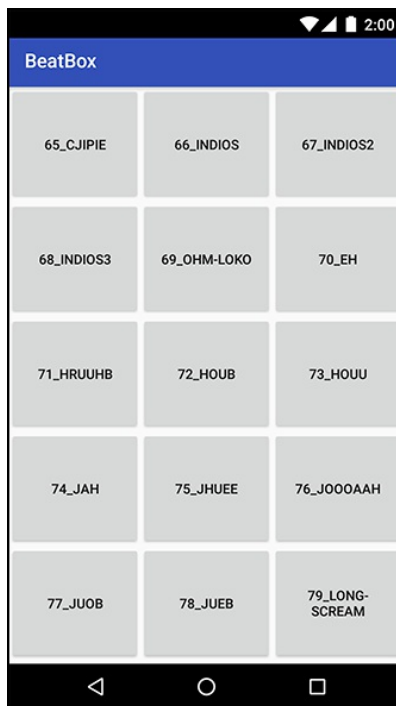 2:00
BeatBox
65_CJIPIE
66_INDIOS
67_INDIOS2
68_INDIOS3
69_OHM-LOKO
70_EH
71_HRUUHB
72_HOUB
73_HOUU
74_JAH
75_JHUEE
76_JOOOAAH
77_JUOB
78_JUEB
79_LONG-
SCREAM